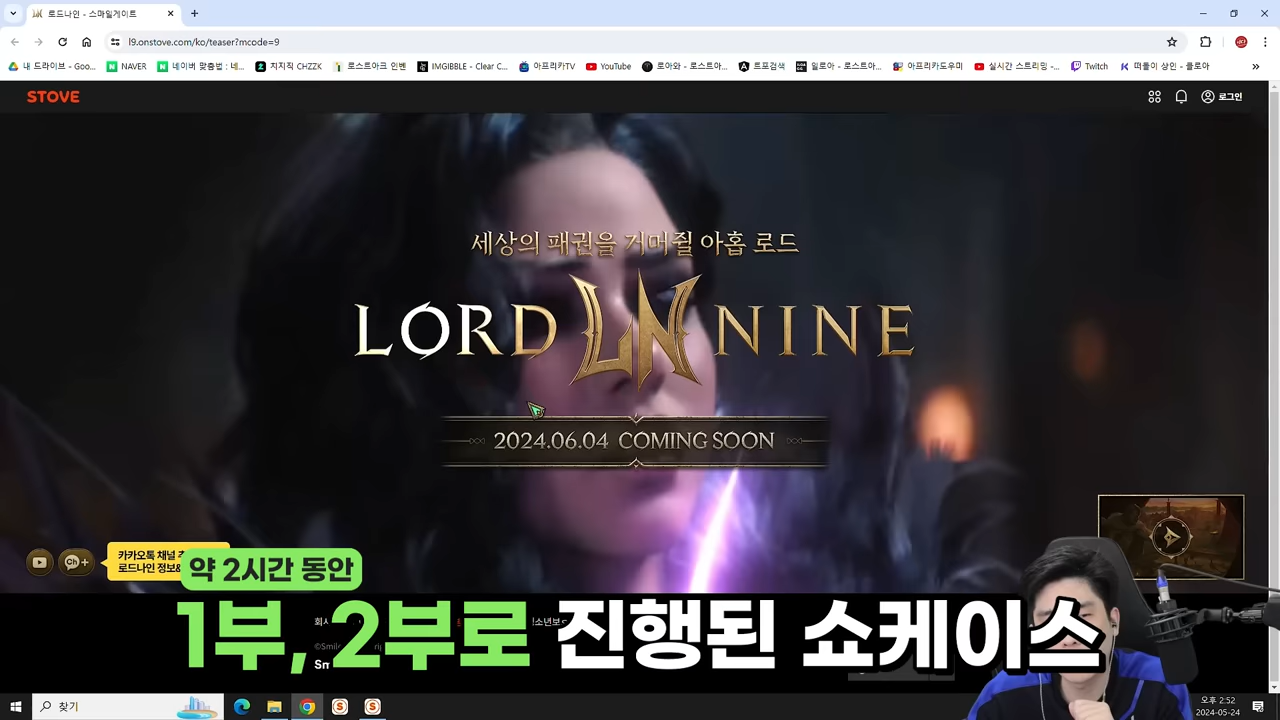 로드나인 - 스마일게이트
l9.onstove.com/ko/teaser?mcode=9
내 드라이브 - Goo...
NAVER
네이버 맞춤법 : 네...
치지직 CHZZK
로스트아크 인벤
IMGIBBLE - Clear C...
아프리카TV
YouTube
로아와 - 로스트아...
트포검색
일로아 - 로스트아...
아프리카도우미
실시간 스트리밍 -...
Twitch
떠돌이 상인 - 클로아
STOVE
로그인
세상의 패권을 거머쥘 아홉 로드
LORD LN NINE
2024.06.04 COMING SOON
카카오톡 채널
로드나인 정보&
Ch+
약 2시간 동안
1부, 2부로 진행된 쇼케이스
찾기
오후 2:52
2024-05-24